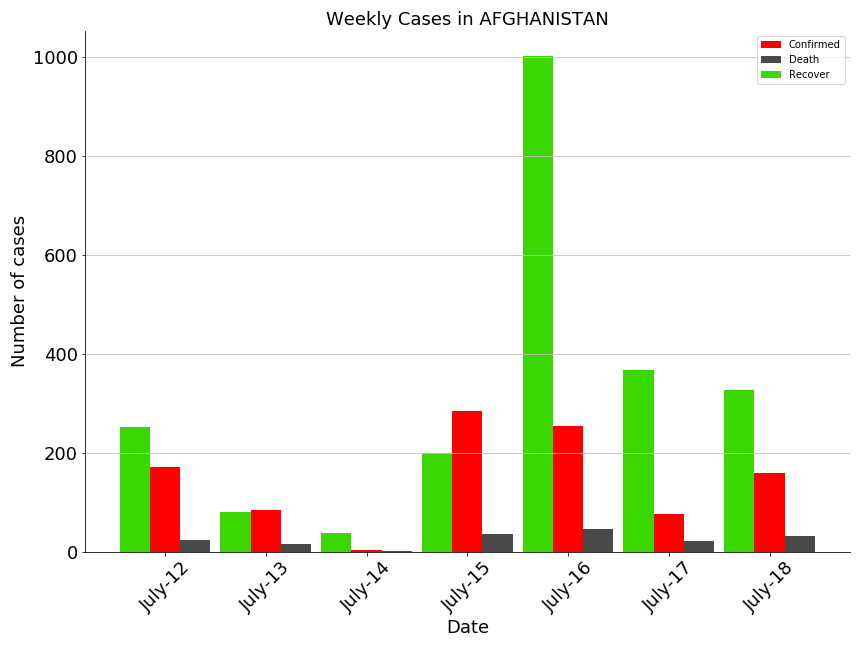 Weekly Cases in AFGHANISTAN
Confirmed
Death
Recover
1000
800
600
400
200
0
Number of cases
July-12
July-13
July-14
July-15
July-16
July-17
July-18
Date